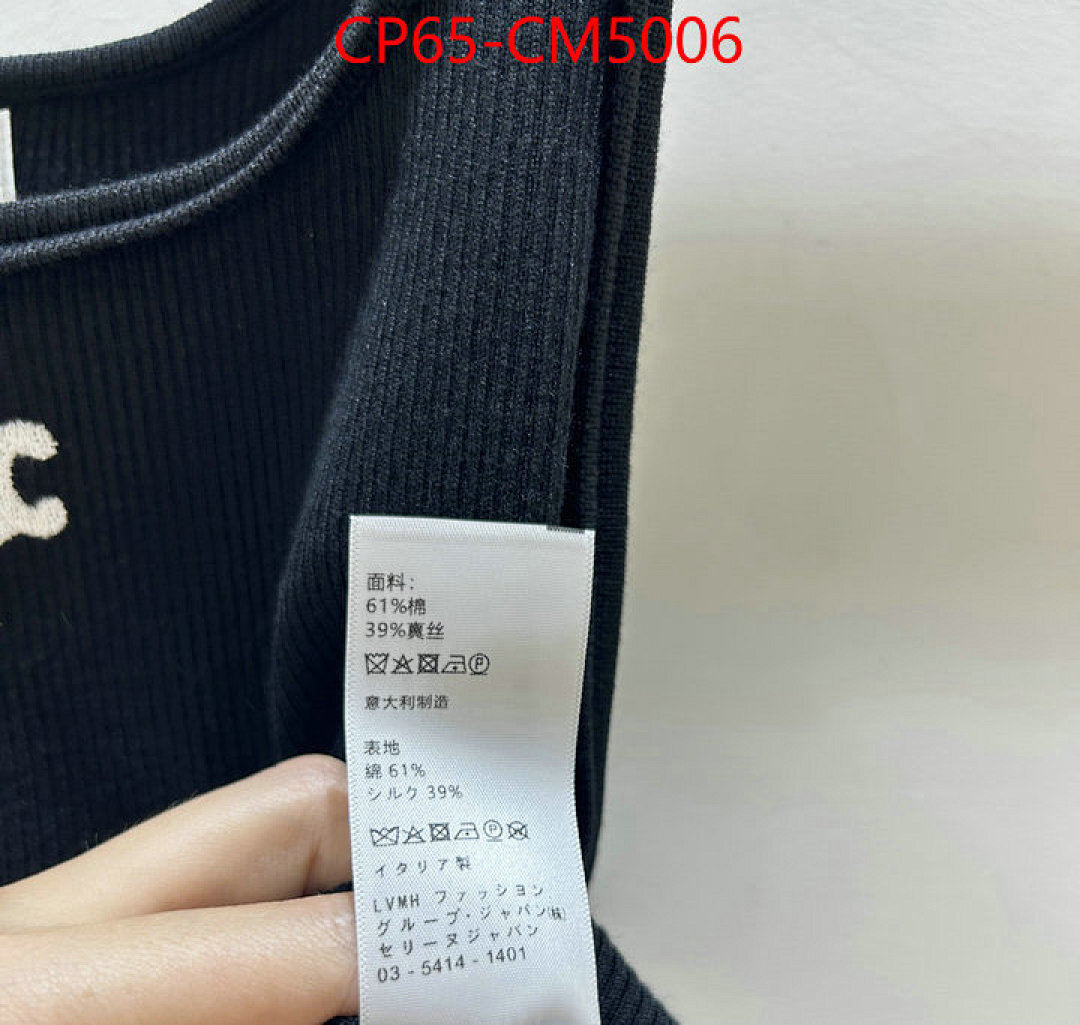 CP65-CM5006
面料:
61%棉
39%真丝
意大利制造
表地
綿 61%
シルク 39%
イタリア製
LVMH ファッション
グループ・ジャパン(株)
セリーヌジャパン
03 - 5414 - 1401